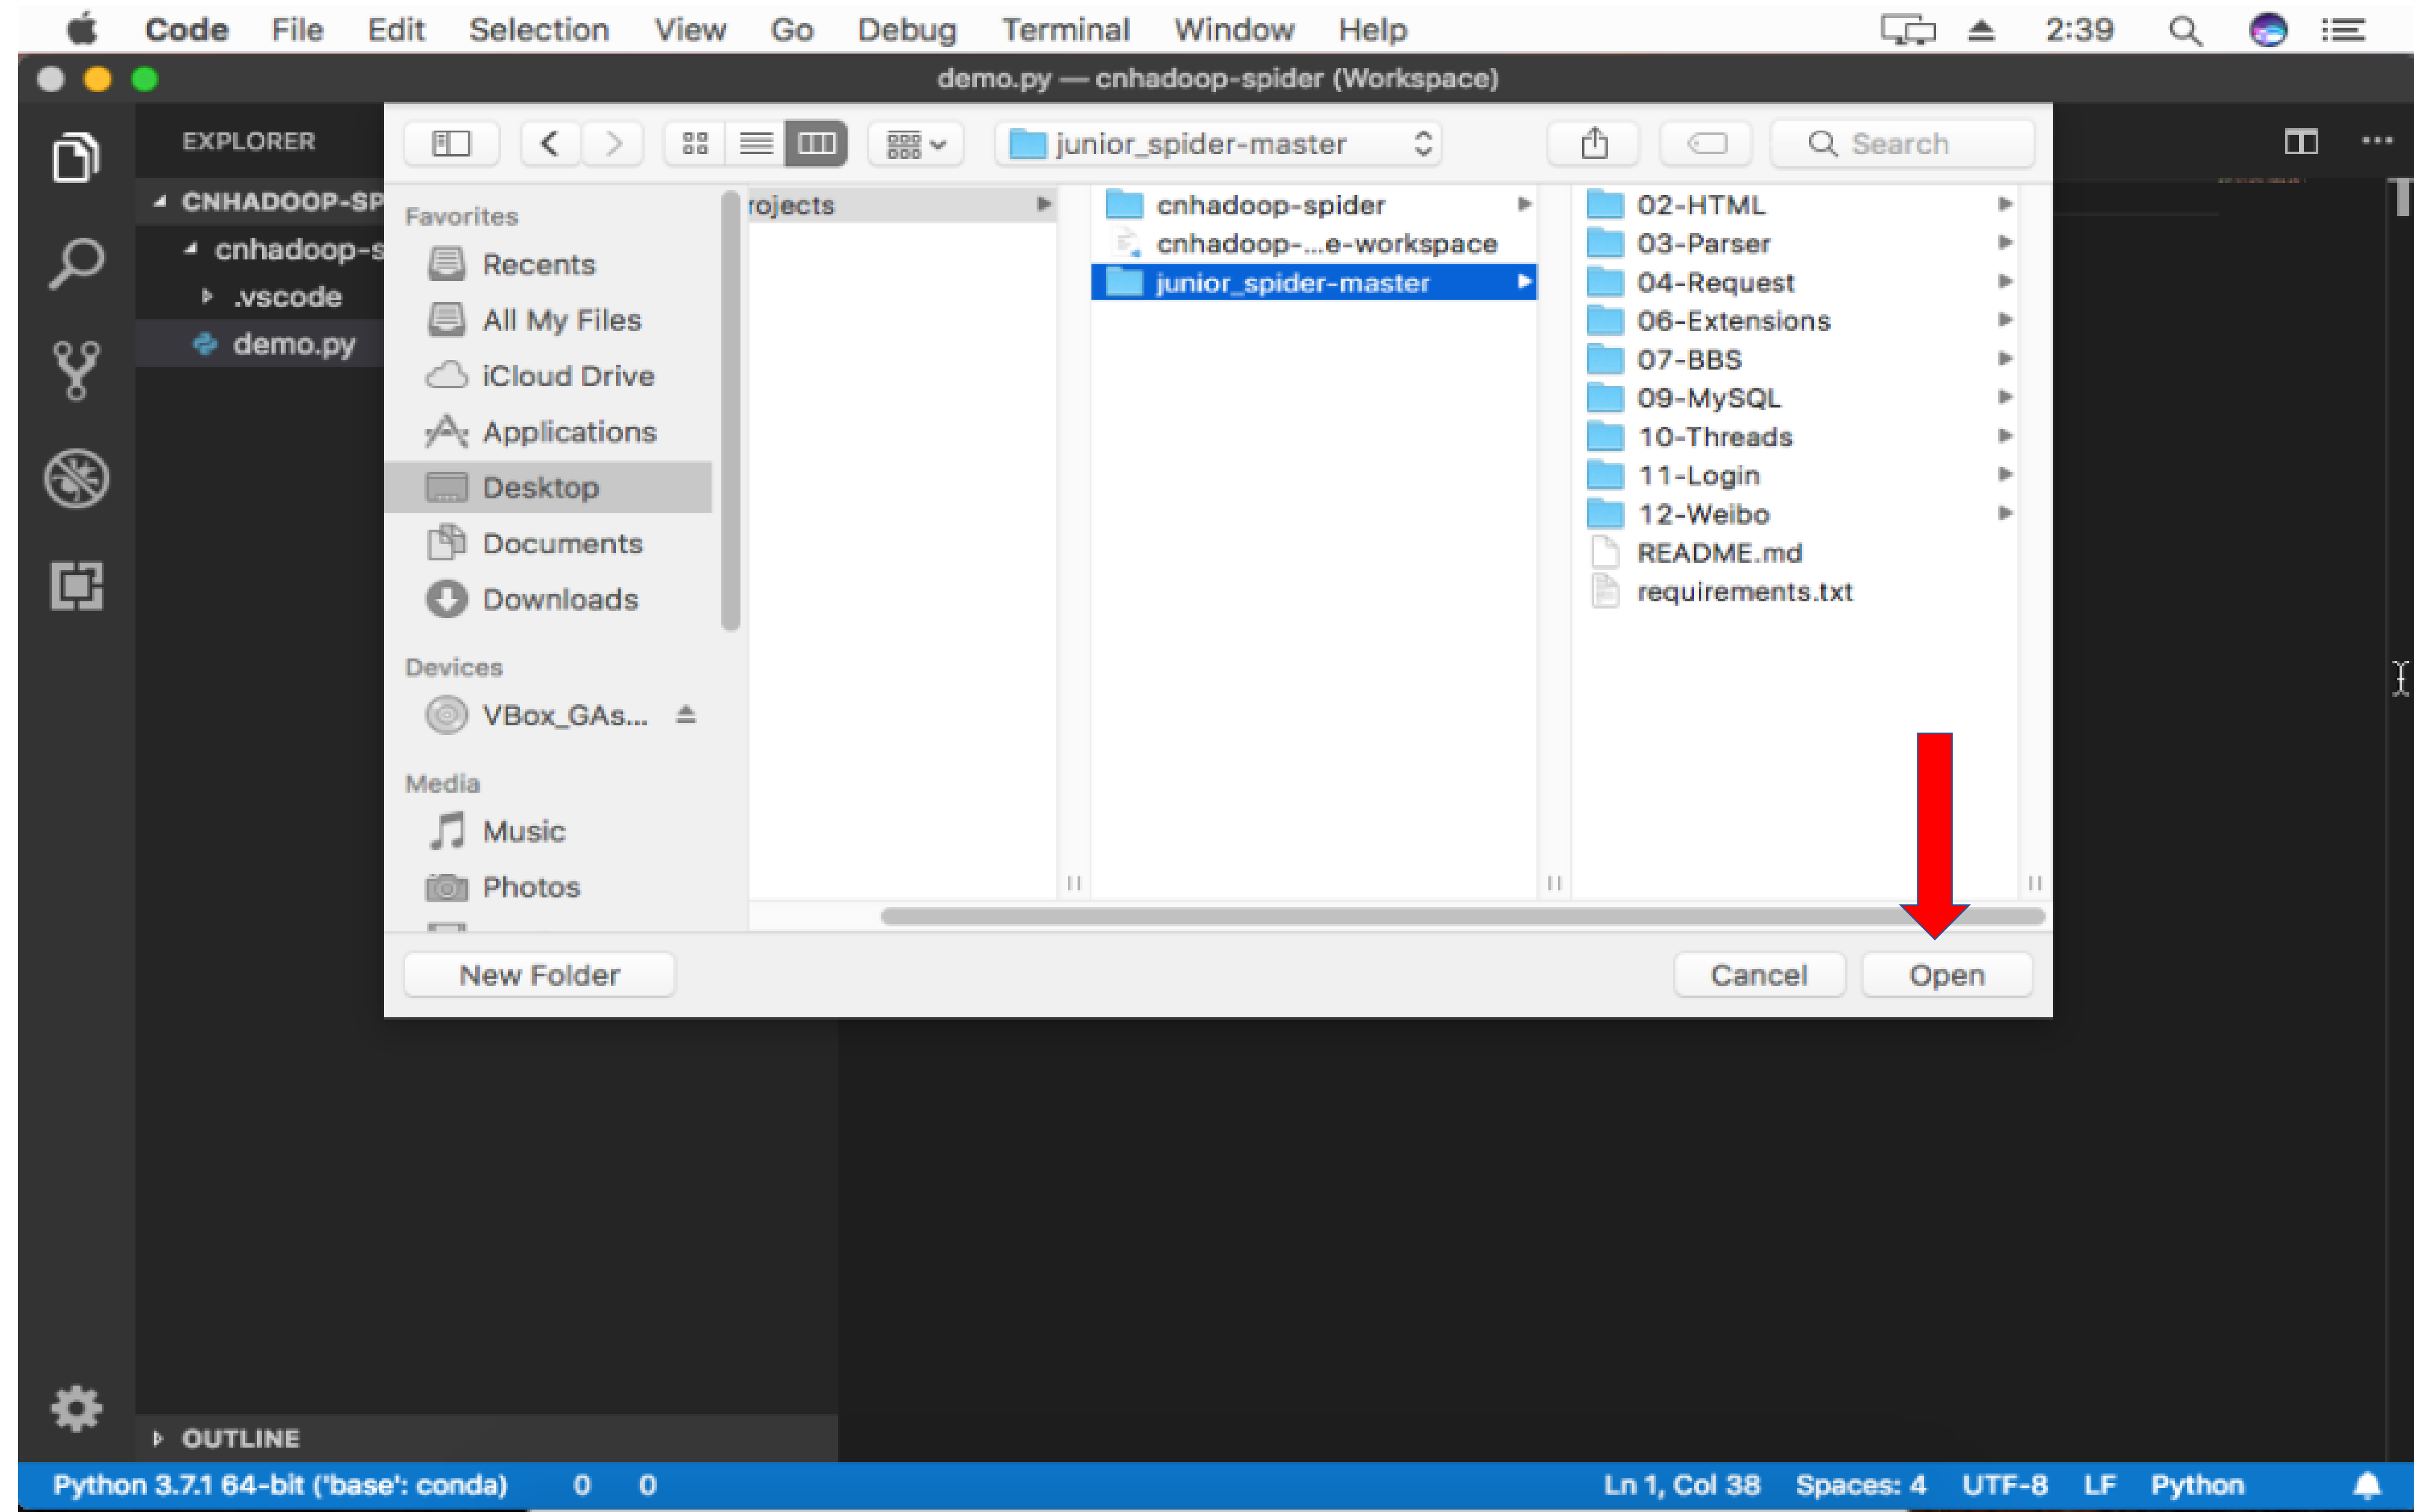 Code File Edit Selection View Go Debug Terminal Window Help 2:39
demo.py — cnhadoop-spider (Workspace)
EXPLORER
CNHADOOP-SP
cnhadoop-s
.vscode
demo.py
junior_spider-master
Search
Favorites
Recents
All My Files
iCloud Drive
Applications
Desktop
Documents
Downloads
Devices
VBox_GAs...
Media
Music
Photos
rojects
cnhadoop-spider
cnhadoop-...e-workspace
junior_spider-master
02-HTML
03-Parser
04-Request
06-Extensions
07-BBS
09-MySQL
10-Threads
11-Login
12-Weibo
README.md
requirements.txt
New Folder
Cancel
Open
OUTLINE
Python 3.7.1 64-bit ('base': conda) 0 0 Ln 1, Col 38 Spaces: 4 UTF-8 LF Python